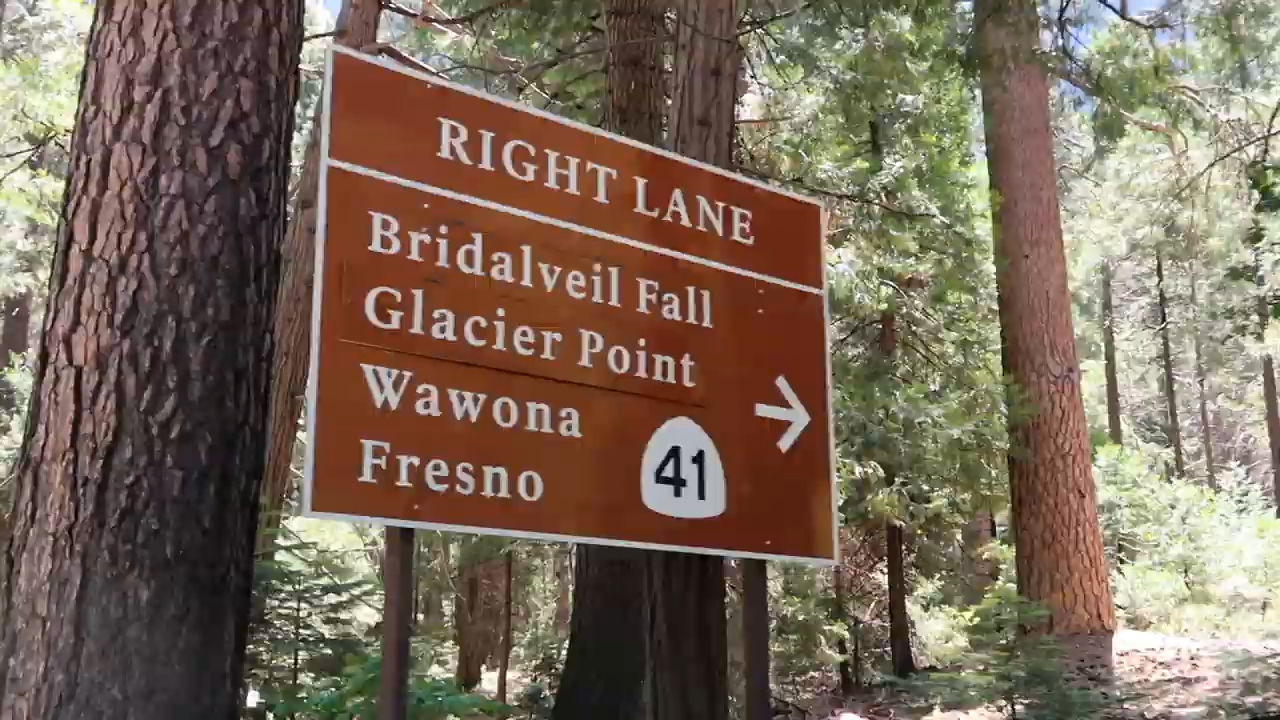 RIGHT LANE
Bridalveil Fall
Glacier Point
Wawona
Fresno
41